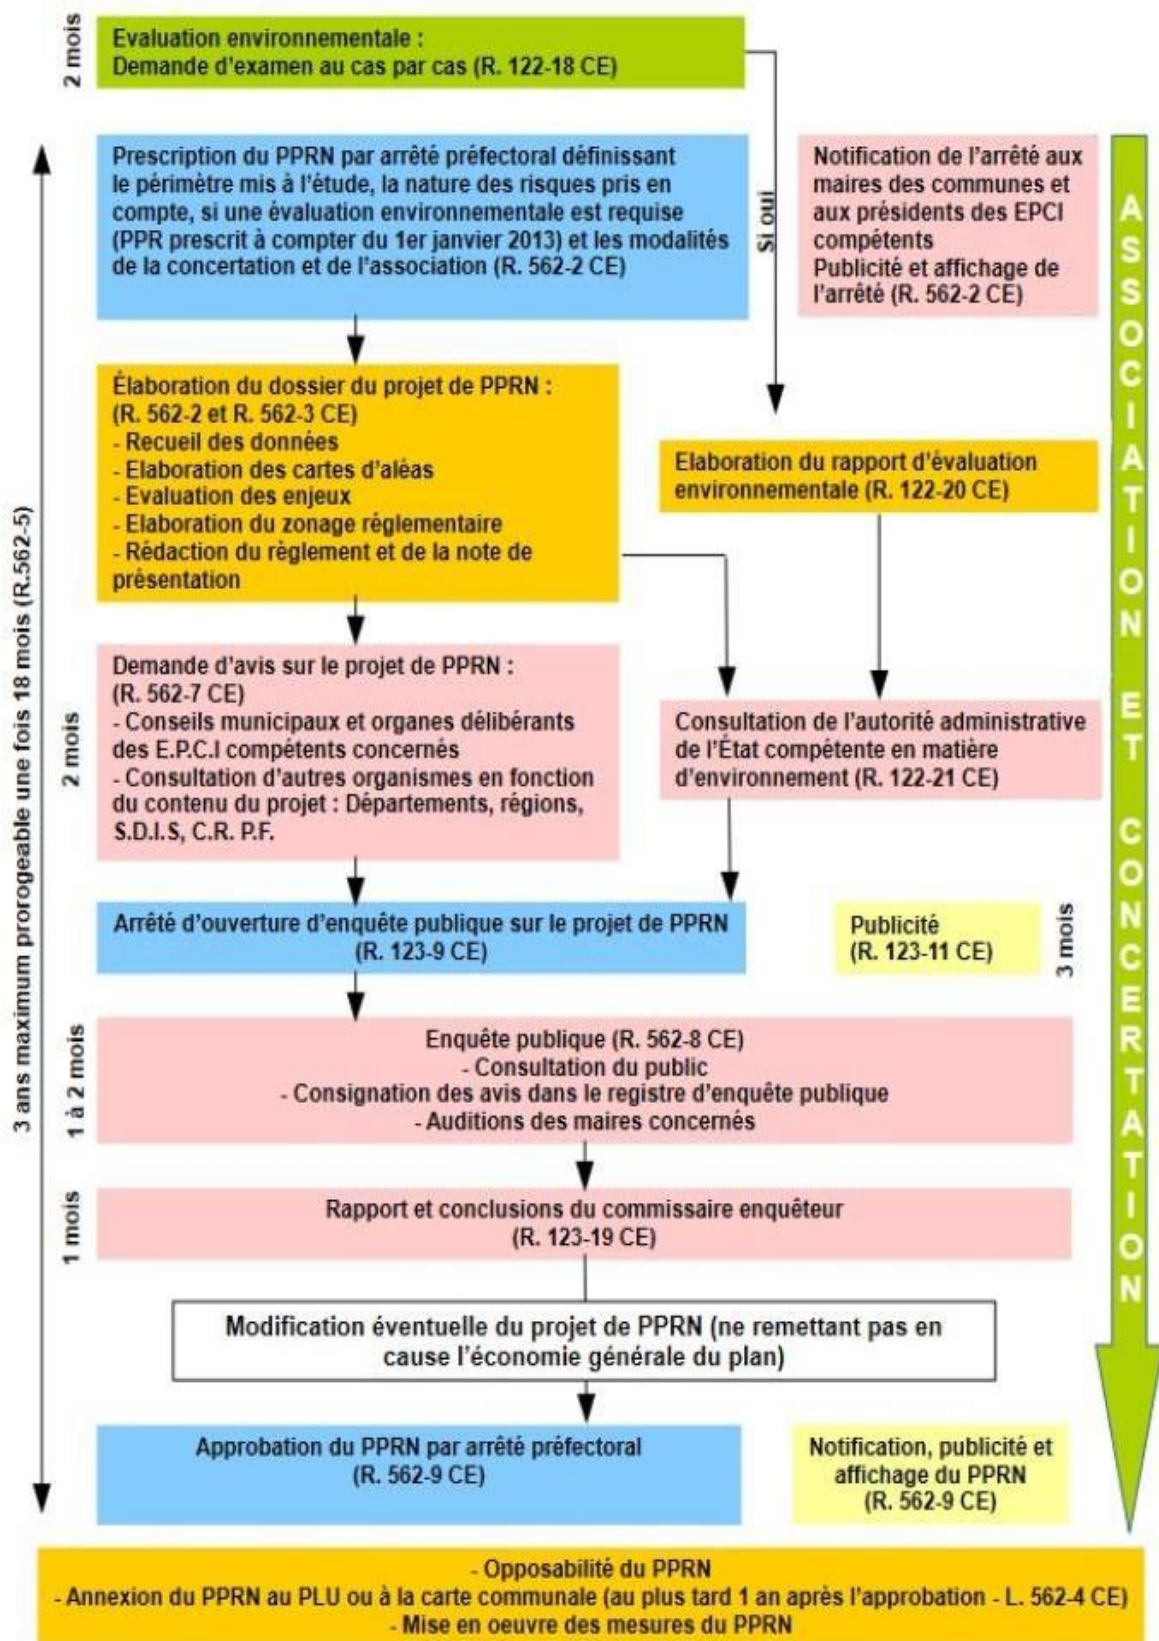 2 mois
Evaluation environnementale :
Demande d'examen au cas par cas (R. 122-18 CE)
3 ans maximum prorogeable une fois 18 mois (R.562-5)
Prescription du PPRN par arrêté préfectoral définissant
le périmètre mis à l'étude, la nature des risques pris en
compte, si une évaluation environnementale est requise
(PPR prescrit à compter du 1er janvier 2013) et les modalités
de la concertation et de l'association (R. 562-2 CE)
Si oui
Notification de l'arrêté aux
maires des communes et
aux présidents des EPCI
compétents
Publicité et affichage de
l'arrêté (R. 562-2 CE)
ASSOCIATION ET CONCERTATION
Élaboration du dossier du projet de PPRN :
(R. 562-2 et R. 562-3 CE)
- Recueil des données
- Elaboration des cartes d'aléas
- Evaluation des enjeux
- Elaboration du zonage réglementaire
- Rédaction du règlement et de la note de
présentation
Elaboration du rapport d'évaluation
environnementale (R. 122-20 CE)
2 mois
Demande d'avis sur le projet de PPRN :
(R. 562-7 CE)
- Conseils municipaux et organes délibérants
des E.P.C.I compétents concernés
- Consultation d'autres organismes en fonction
du contenu du projet : Départements, régions,
S.D.I.S, C.R. P.F.
Consultation de l'autorité administrative
de l'État compétente en matière
d'environnement (R. 122-21 CE)
Arrêté d'ouverture d'enquête publique sur le projet de PPRN
(R. 123-9 CE)
Publicité
(R. 123-11 CE)
3 mois
1 à 2 mois
Enquête publique (R. 562-8 CE)
- Consultation du public
- Consignation des avis dans le registre d'enquête publique
- Auditions des maires concernés
1 mois
Rapport et conclusions du commissaire enquêteur
(R. 123-19 CE)
Modification éventuelle du projet de PPRN (ne remettant pas en
cause l'économie générale du plan)
Approbation du PPRN par arrêté préfectoral
(R. 562-9 CE)
Notification, publicité et
affichage du PPRN
(R. 562-9 CE)
- Opposabilité du PPRN
- Annexion du PPRN au PLU ou à la carte communale (au plus tard 1 an après l'approbation - L. 562-4 CE)
- Mise en oeuvre des mesures du PPRN